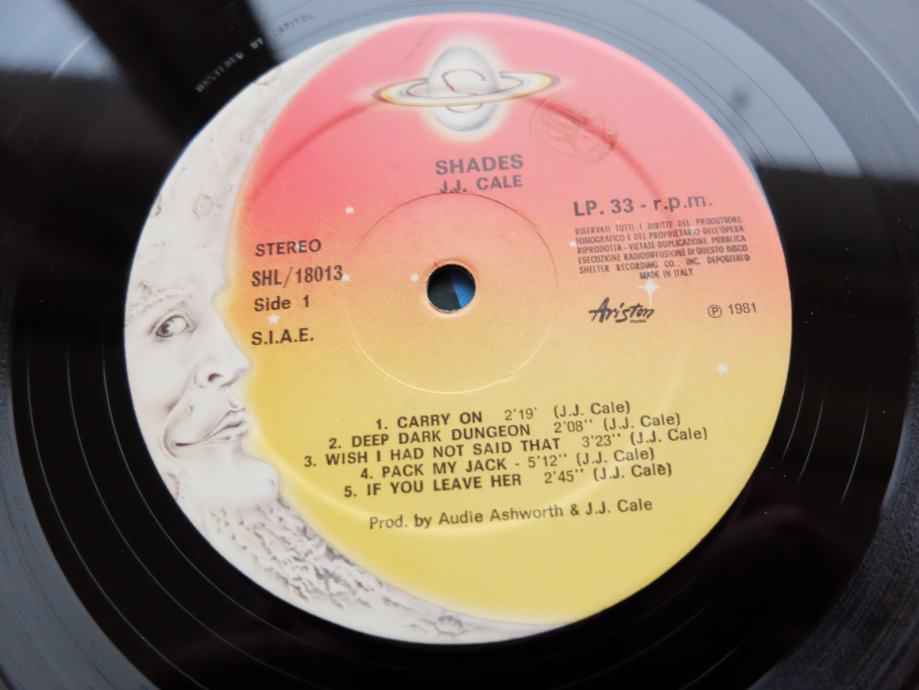 MASTERED BY CAPITOL
S
SHADES
J.J. CALE
STEREO
SHL/18013
Side 1
S.I.A.E.
LP. 33 - r.p.m.
RISERVATI TUTTI I DIRITTI DEL PRODUTTORE
FONOGRAFICO E DEL PROPRIETARIO DELL'OPERA
RIPRODOTTA - VIETATE DUPLICAZIONE, PUBBLICA
ESECUZIONE RADIODIFFUSIONE DI QUESTO DISCO
SHELTER RECORDING CO., INC. DEPOSITATO
MADE IN ITALY
Ariston
music
℗ 1981
1. CARRY ON 2'19' (J.J. Cale)
2. DEEP DARK DUNGEON 2'08'' (J.J. Cale)
3. WISH I HAD NOT SAID THAT 3'23'' (J.J. Cale)
4. PACK MY JACK - 5'12'' (J.J. Cale)
5. IF YOU LEAVE HER 2'45'' (J.J. Cale)
Prod. by Audie Ashworth & J.J. Cale